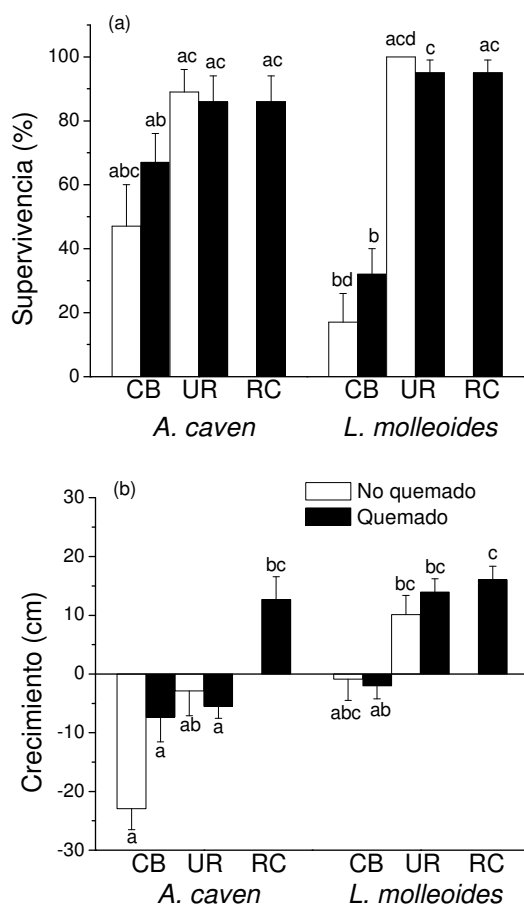 (a)
Supervivencia (%)
100
80
60
40
20
0
abc
ab
ac
ac
ac
bd
b
acd
c
ac
CB UR RC CB UR RC
A. caven L. molleoides
(b)
No quemado
Quemado
Crecimiento (cm)
30
20
10
0
-10
-20
-30
a
a
ab
a
bc
abc
ab
bc
bc
c
CB UR RC CB UR RC
A. caven L. molleoides